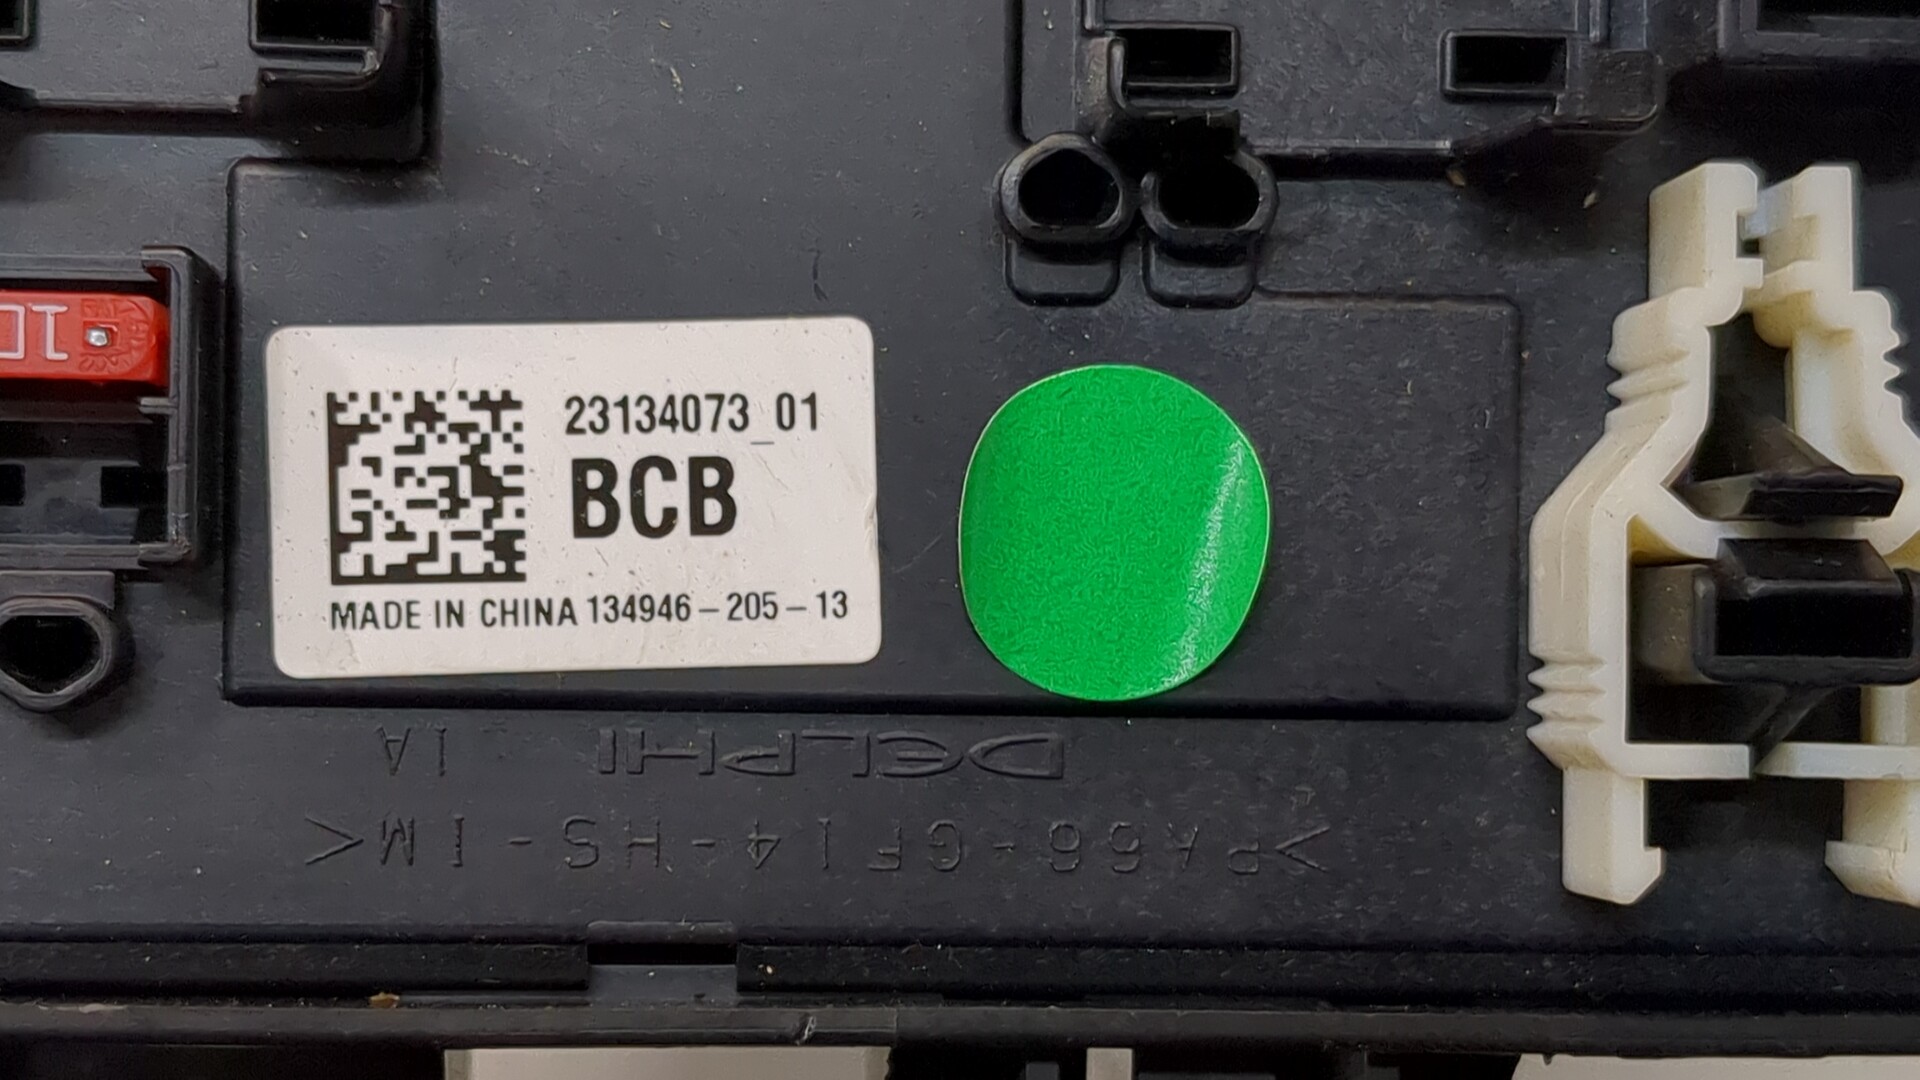 10
23134073_01
BCB
MADE IN CHINA 134946-205-13
DELPHI 1A
>PA66-GF14-HS-IM<